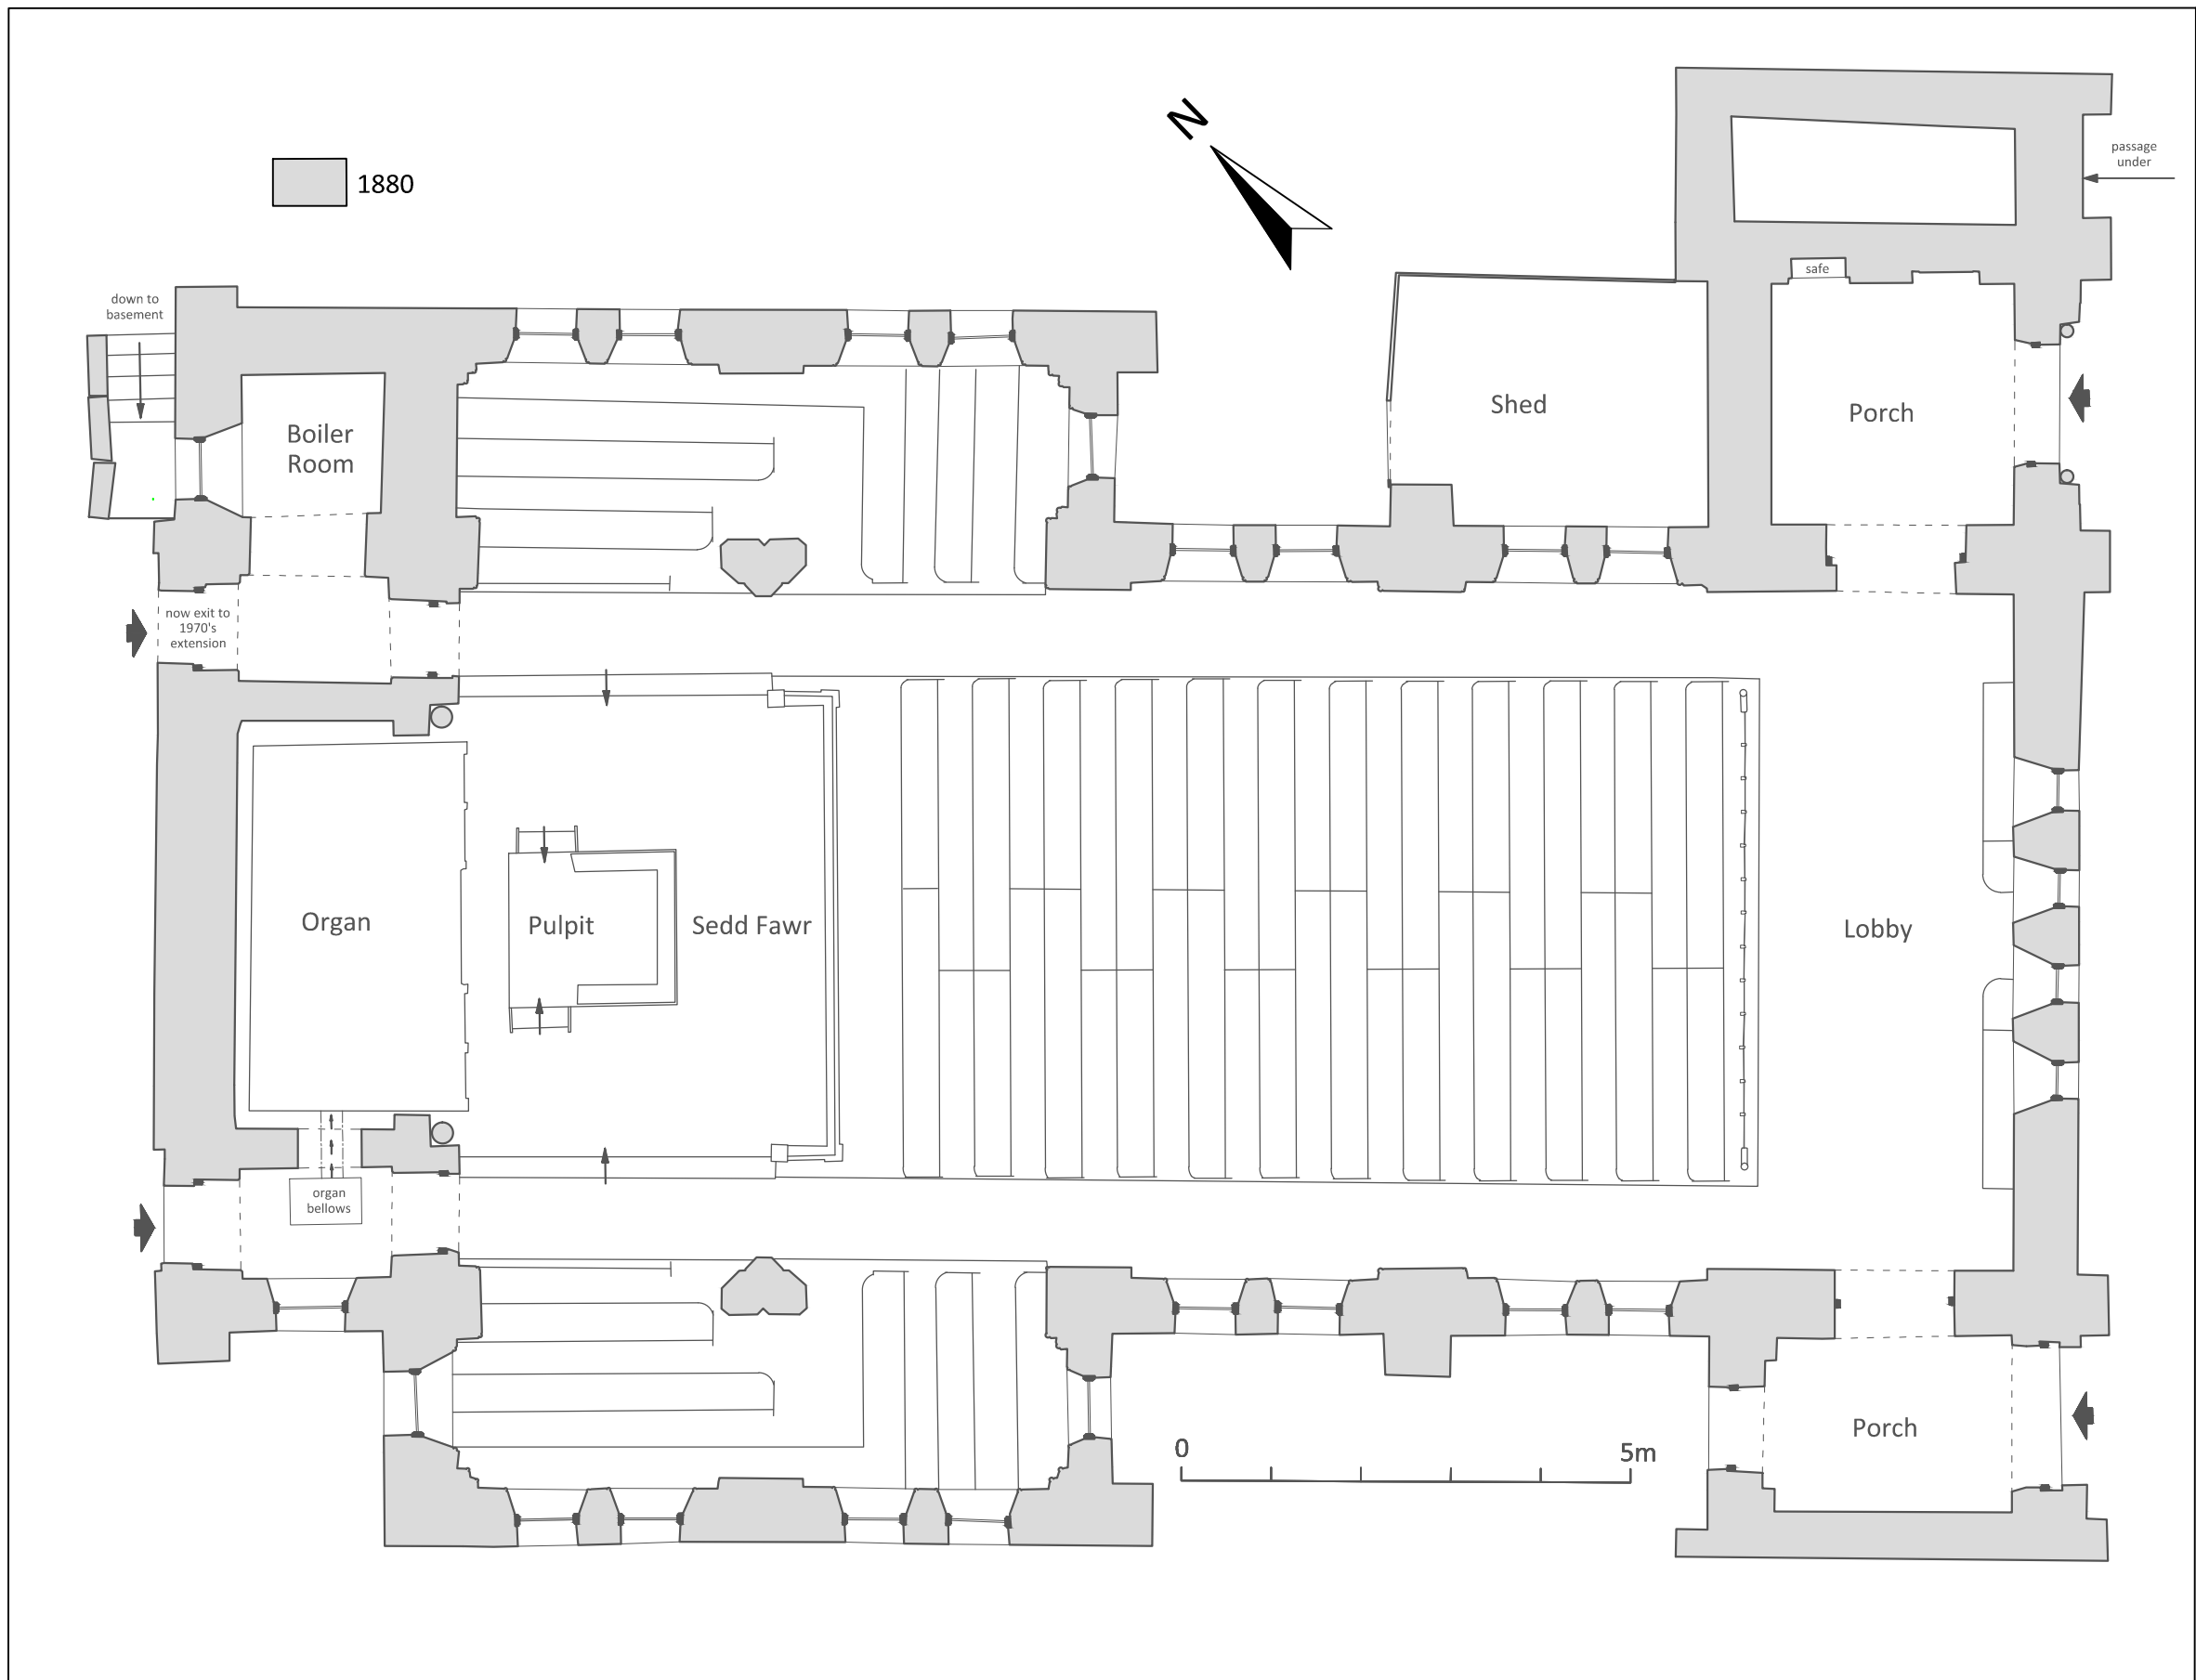 N
passage
under
1880
safe
down to
basement
Shed
Porch
Boiler
Room
now exit to
1970's
extension
Organ
Pulpit
Sedd Fawr
Lobby
organ
bellows
Porch
0
5m